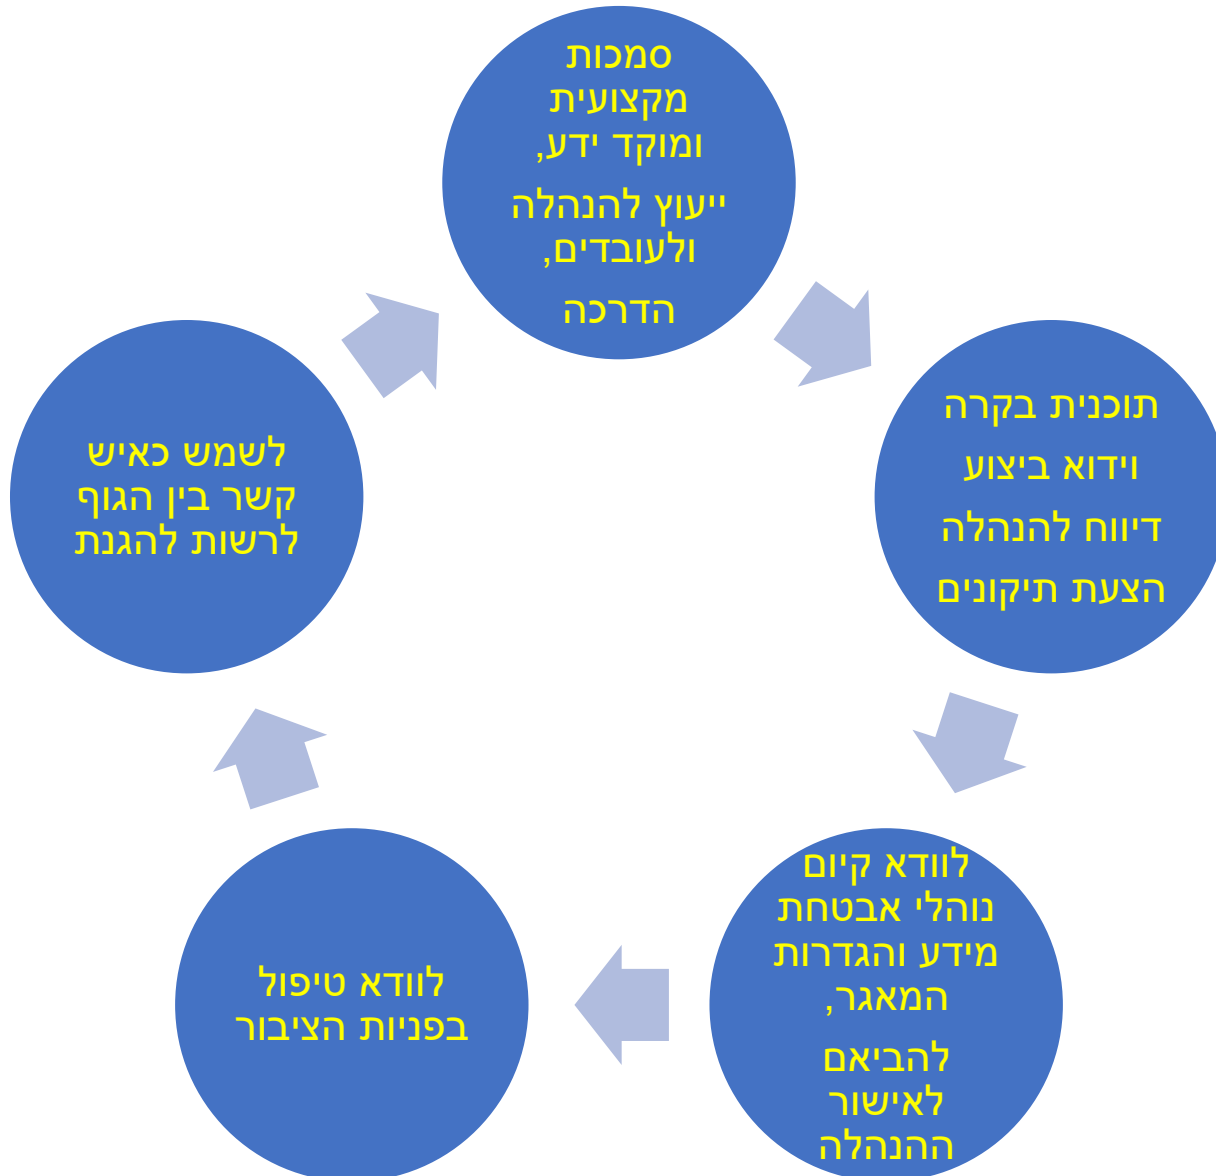 סמכות
מקצועית
ומוקד ידע,
ייעוץ להנהלה
ולעובדים,
הדרכה
תוכנית בקרה
וידוא ביצוע
דיווח להנהלה
הצעת תיקונים
לוודא קיום
נוהלי אבטחת
מידע והגדרות
המאגר,
להביאם
לאישור
ההנהלה
לוודא טיפול
בפניות הציבור
לשמש כאיש
קשר בין הגוף
לרשות להגנת